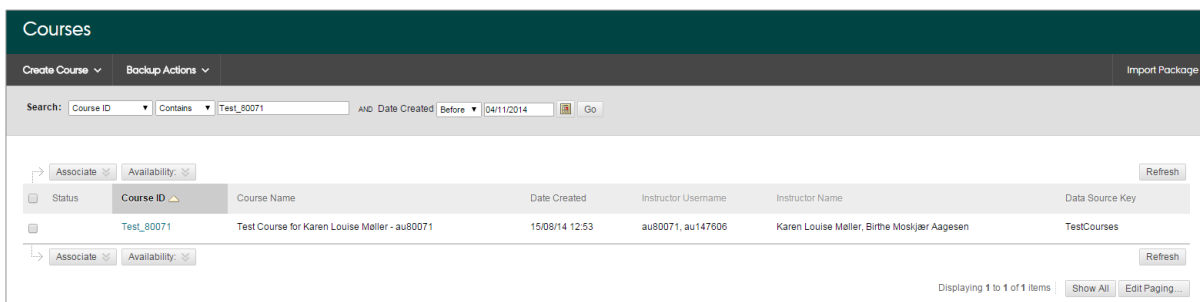 Courses
Create Course Backup Actions Import Package
Search: Course ID Contains Test_80071 AND Date Created Before 04/11/2014 Go
Associate Availability: Refresh
Status Course ID Course Name Date Created Instructor Username Instructor Name Data Source Key
Test_80071 Test Course for Karen Louise Møller - au80071 15/08/14 12:53 au80071, au147606 Karen Louise Møller, Birthe Moskjær Aagesen TestCourses
Associate Availability: Refresh
Displaying 1 to 1 of 1 items Show All Edit Paging...